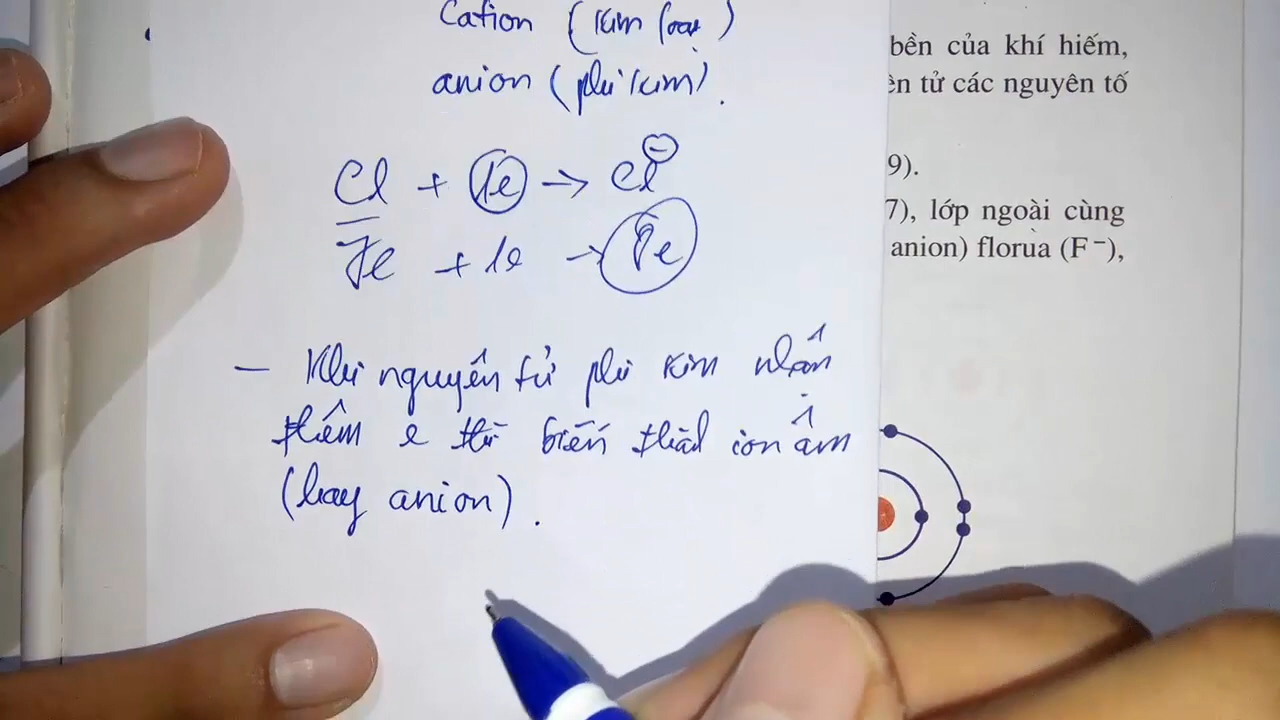 Cation (kim loại)
anion (phi kim).
Cl + 1e → Cl⁻
7e + 1e → 8e
– Khi nguyên tử phi kim nhận
thêm e thì biến thành ion âm
(hay anion).
bền của khí hiếm,
ên tử các nguyên tố
9).
7), lớp ngoài cùng
anion) florua (F⁻),